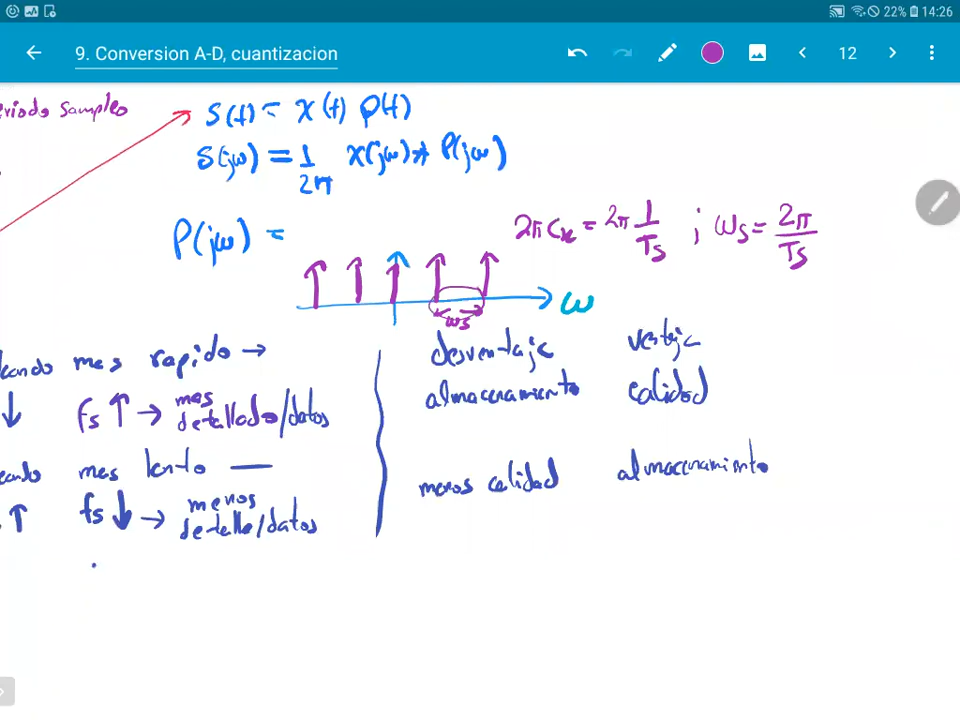 22% 14:26
9. Conversion A-D, cuantizacion
12
eriodo sampleo
s(t) = x(t) p(t)
S(jω) = 1/2π X(jω) * P(jω)
P(jω) =
2π Cₖ = 2π 1/Ts ; ωs = 2π/Ts
ω
ωs
desventaja ventaja
eando mas rapido →
almacenamiento calidad
↓ fs ↑ → mas detallado/datos
eando mas lento —
menos calidad almacenamiento
↑ fs ↓ → menos detalle/datos